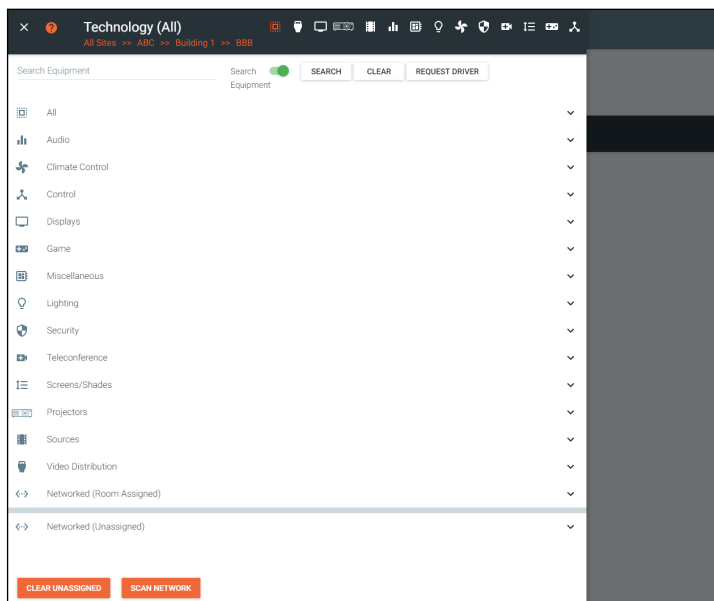 Technology (All)
All Sites >> ABC >> Building 1 >> BBB
Search Equipment
Search
Equipment
SEARCH
CLEAR
REQUEST DRIVER
All
Audio
Climate Control
Control
Displays
Game
Miscellaneous
Lighting
Security
Teleconference
Screens/Shades
Projectors
Sources
Video Distribution
Networked (Room Assigned)
Networked (Unassigned)
CLEAR UNASSIGNED
SCAN NETWORK